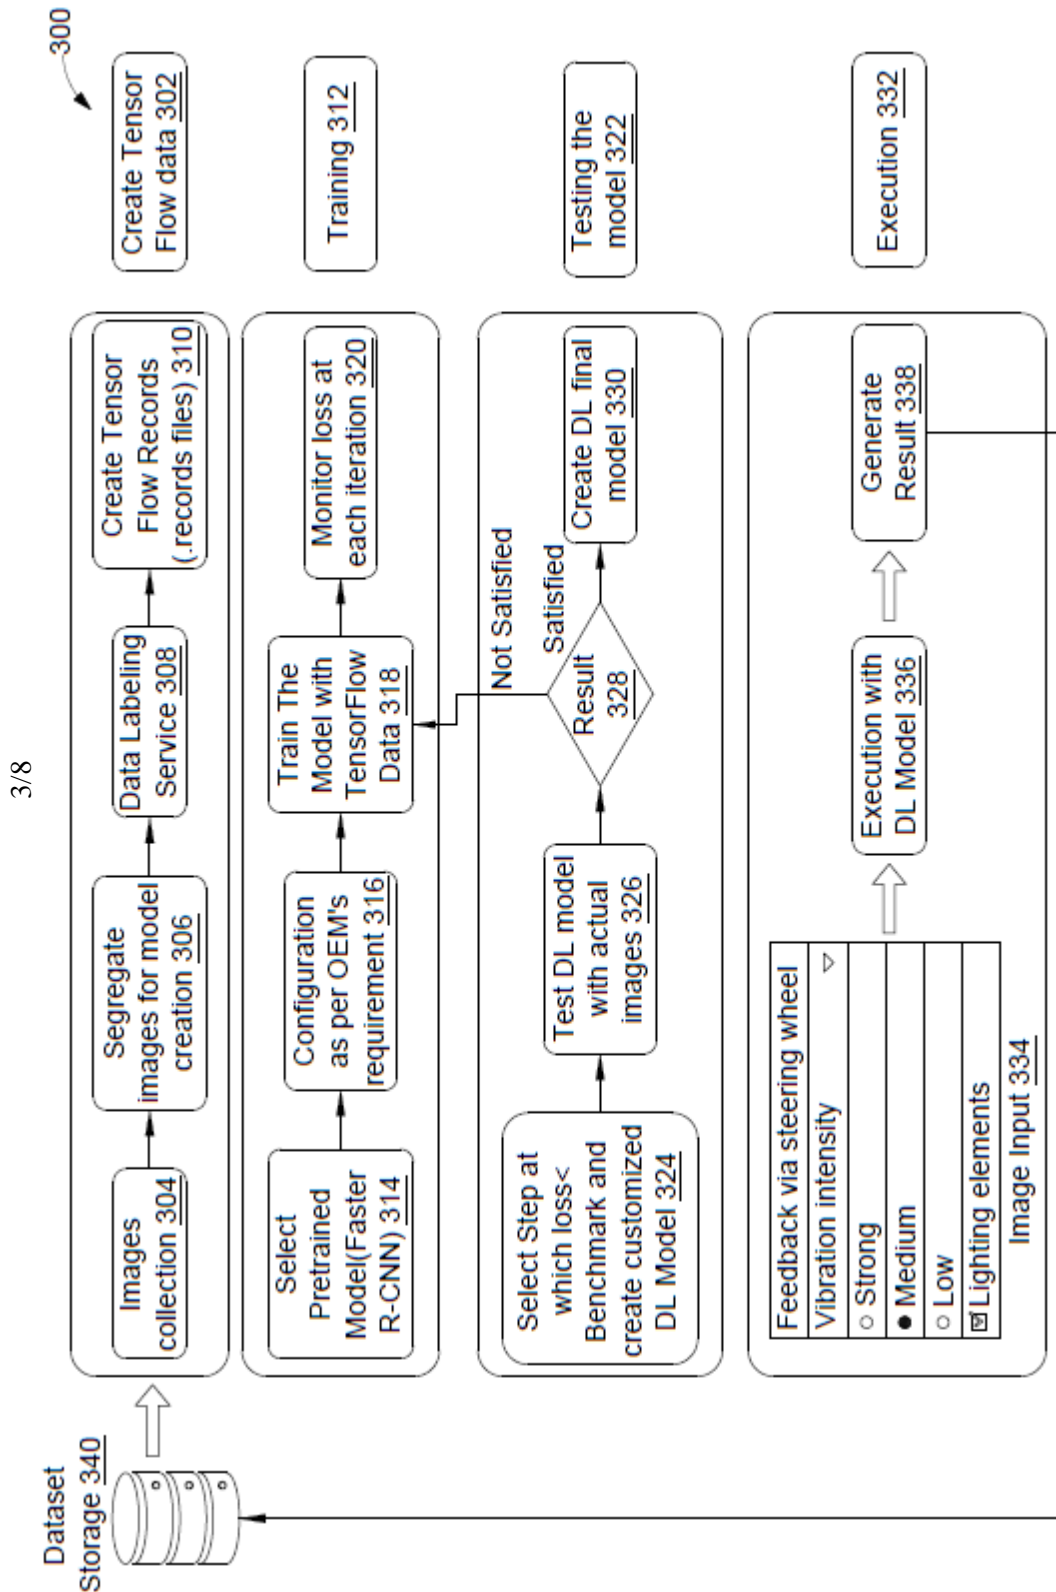 3/8
300
Dataset
Storage 340
Images
collection 304
Segregate
images for model
creation 306
Data Labeling
Service 308
Create Tensor
Flow Records
(.records files) 310
Create Tensor
Flow data 302
Select
Pretrained
Model(Faster
R-CNN) 314
Configuration
as per OEM's
requirement 316
Train The
Model with
TensorFlow
Data 318
Monitor loss at
each iteration 320
Training 312
Select Step at
which loss<
Benchmark and
create customized
DL Model 324
Test DL model
with actual
images 326
Result
328
Not Satisfied
Satisfied
Create DL final
model 330
Testing the
model 322
Feedback via steering wheel
Vibration intensity
Strong
Medium
Low
Lighting elements
Image Input 334
Execution with
DL Model 336
Generate
Result 338
Execution 332